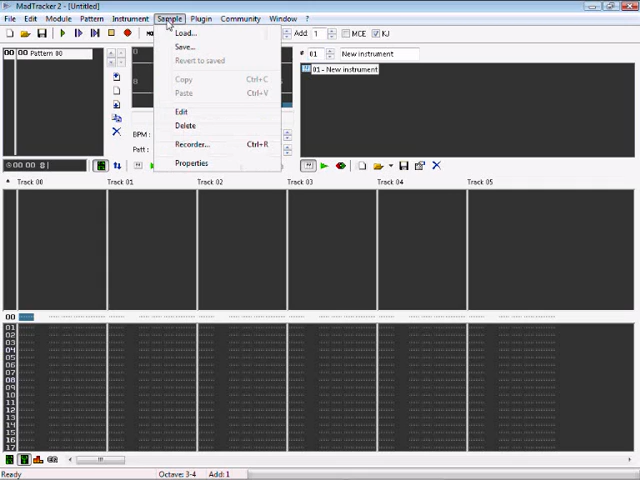 MadTracker 2 - [Untitled]
File Edit Module Pattern Instrument Sample Plugin Community Window ?
Add: 1 MCE KJ
00 00 Pattern 00
Load...
Save...
Revert to saved
Copy Ctrl+C
Paste Ctrl+V
Edit
Delete
Recorder... Ctrl+R
Properties
BPM :
Patt :
01 New instrument
01 - New instrument
00 00 0
Track 00 Track 01 Track 02 Track 03 Track 04 Track 05
00
01
02
03
04
05
06
07
08
09
10
11
12
13
14
15
16
17
Ready Octave: 3-4 Add: 1